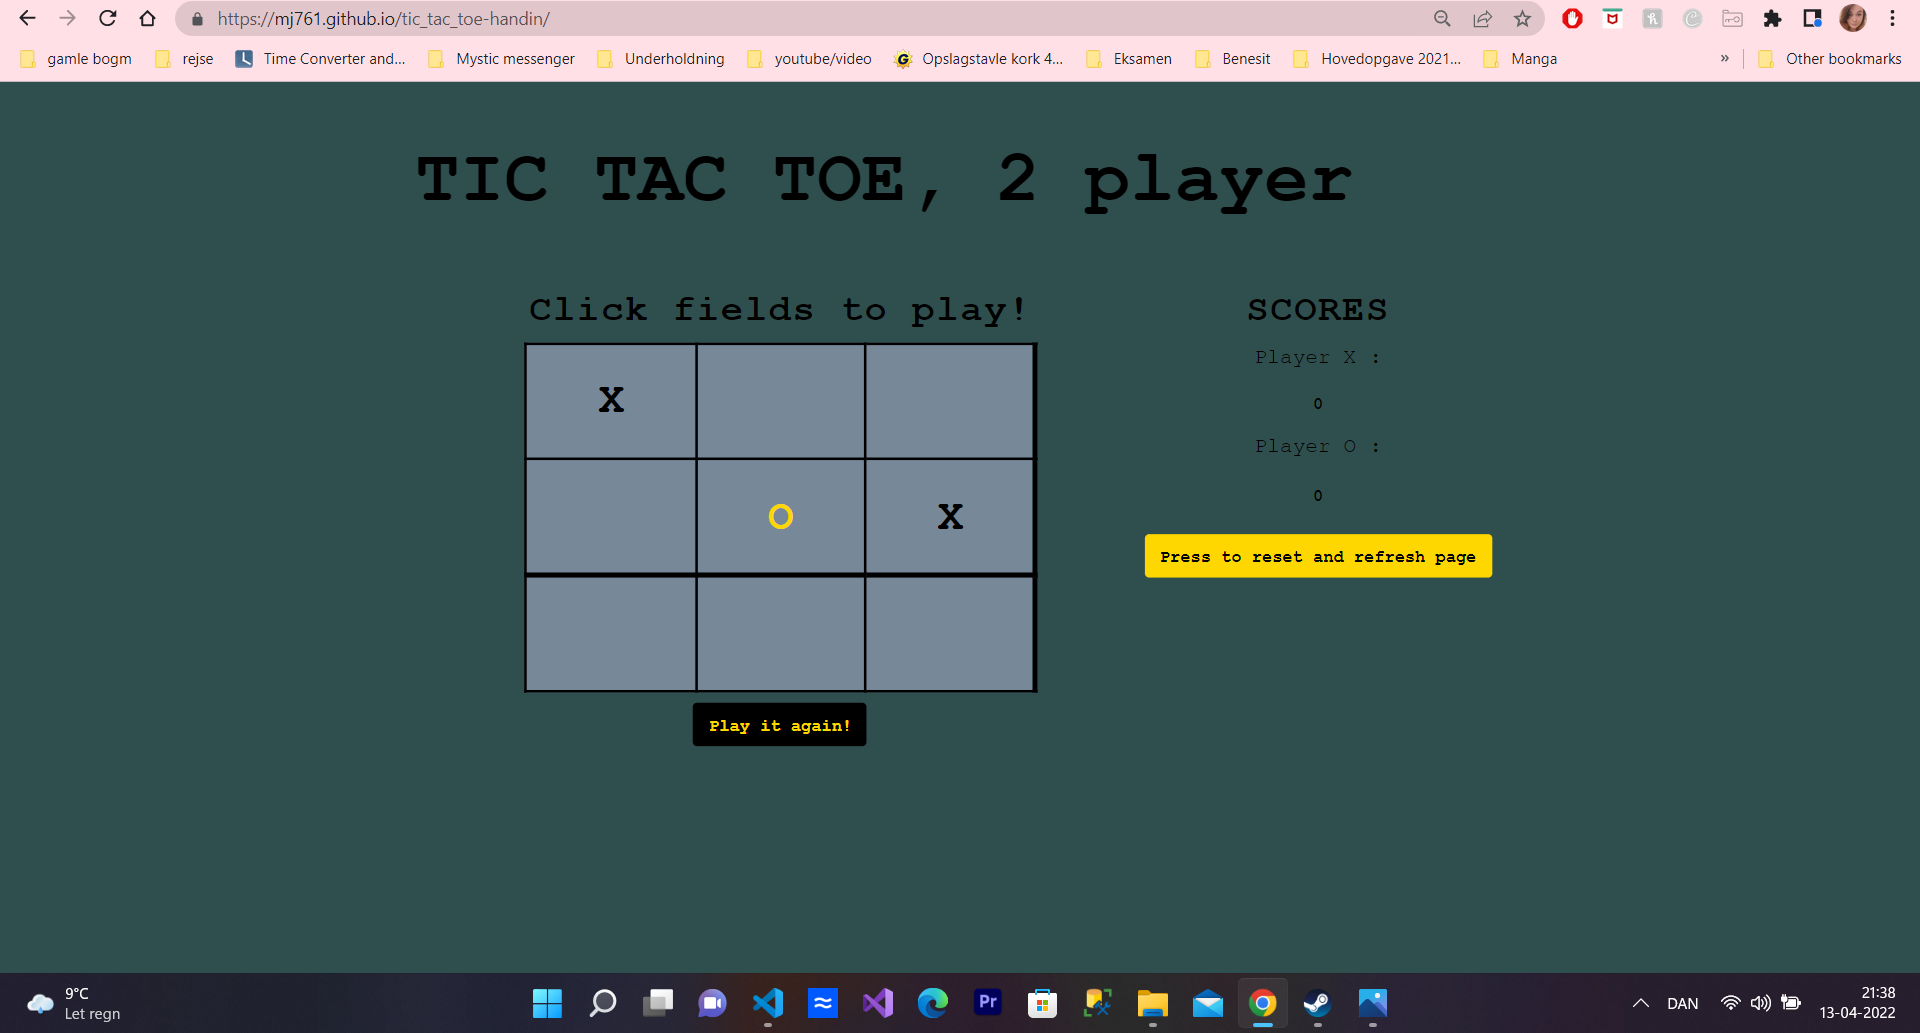 https://mj761.github.io/tic_tac_toe-handin/
gamle bogm rejse Time Converter and... Mystic messenger Underholdning youtube/video Opslagstavle kork 4... Eksamen Benesit Hovedopgave 2021... Manga » Other bookmarks
TIC TAC TOE, 2 player
Click fields to play!
SCORES
Player X :
0
Player O :
0
Press to reset and refresh page
X
O X
Play it again!
9°C
Let regn
Pr
DAN
21:38
13-04-2022